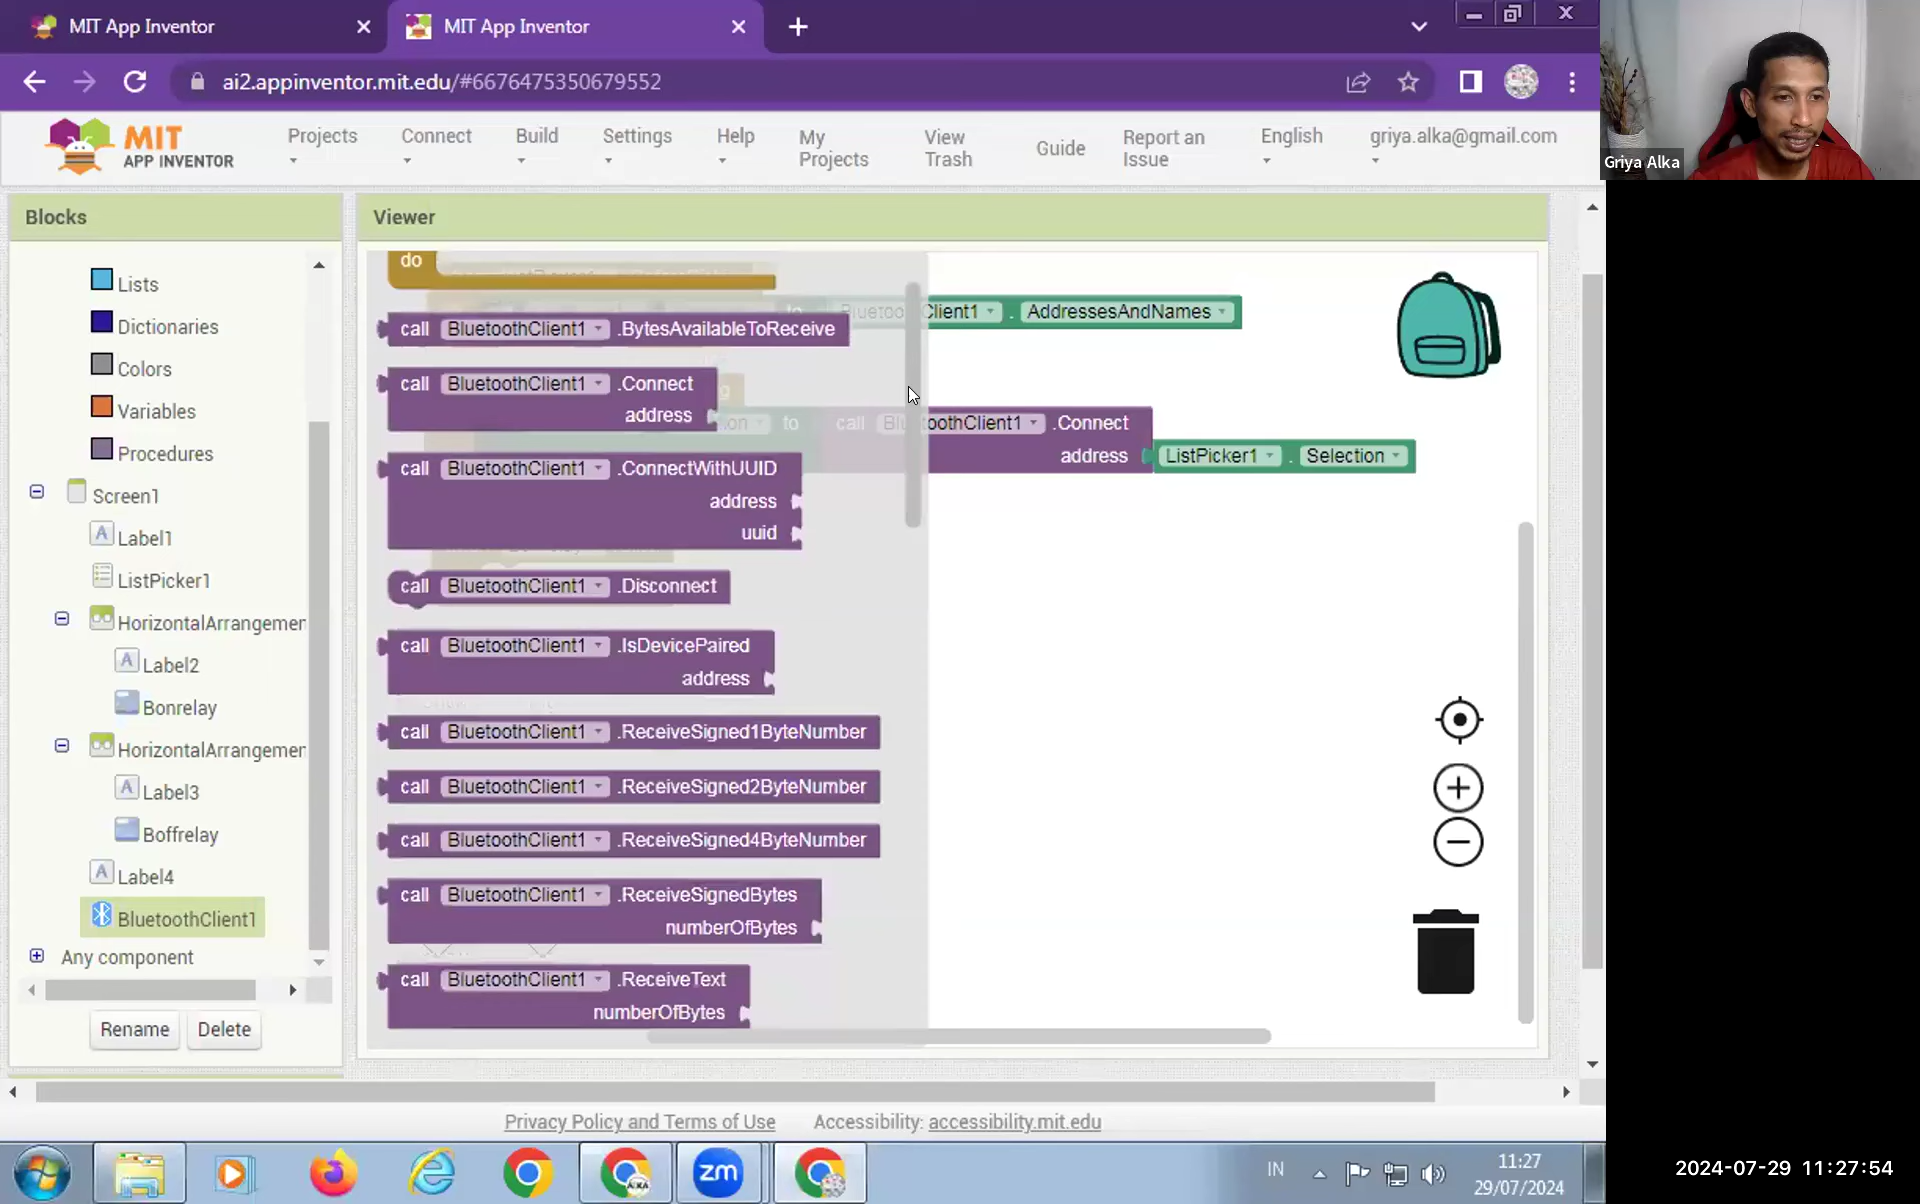 MIT App Inventor
MIT App Inventor
ai2.appinventor.mit.edu/#6676475350679552
MIT
APP INVENTOR
Projects
Connect
Build
Settings
Help
My
Projects
View
Trash
Guide
Report an
Issue
English
griya.alka@gmail.com
Griya Alka
Blocks
Viewer
Lists
Dictionaries
Colors
Variables
Procedures
Screen1
Label1
ListPicker1
HorizontalArrangemen
Label2
Bonrelay
HorizontalArrangemen
Label3
Boffrelay
Label4
BluetoothClient1
Any component
Rename
Delete
do
call BluetoothClient1 .BytesAvailableToReceive
call BluetoothClient1 .Connect
address
call BluetoothClient1 .ConnectWithUUID
address
uuid
call BluetoothClient1 .Disconnect
call BluetoothClient1 .IsDevicePaired
address
call BluetoothClient1 .ReceiveSigned1ByteNumber
call BluetoothClient1 .ReceiveSigned2ByteNumber
call BluetoothClient1 .ReceiveSigned4ByteNumber
call BluetoothClient1 .ReceiveSignedBytes
numberOfBytes
call BluetoothClient1 .ReceiveText
numberOfBytes
to BluetoothClient1 . AddressesAndNames
to call BluetoothClient1 .Connect
address ListPicker1 . Selection
Privacy Policy and Terms of Use
Accessibility: accessibility.mit.edu
zm
IN
11:27
29/07/2024
2024-07-29 11:27:54